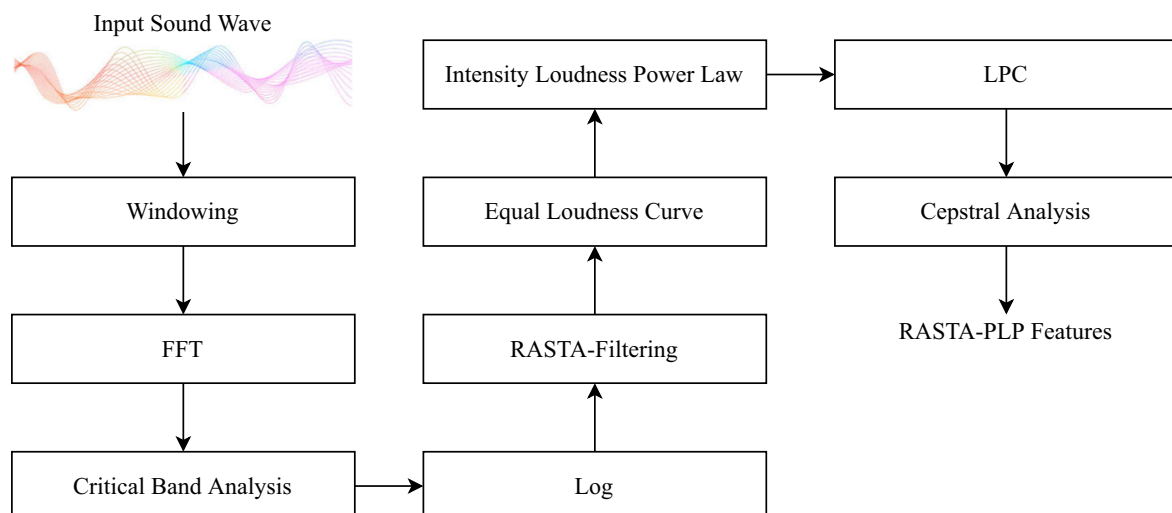 Input Sound Wave
Windowing
FFT
Critical Band Analysis
Log
RASTA-Filtering
Equal Loudness Curve
Intensity Loudness Power Law
LPC
Cepstral Analysis
RASTA-PLP Features